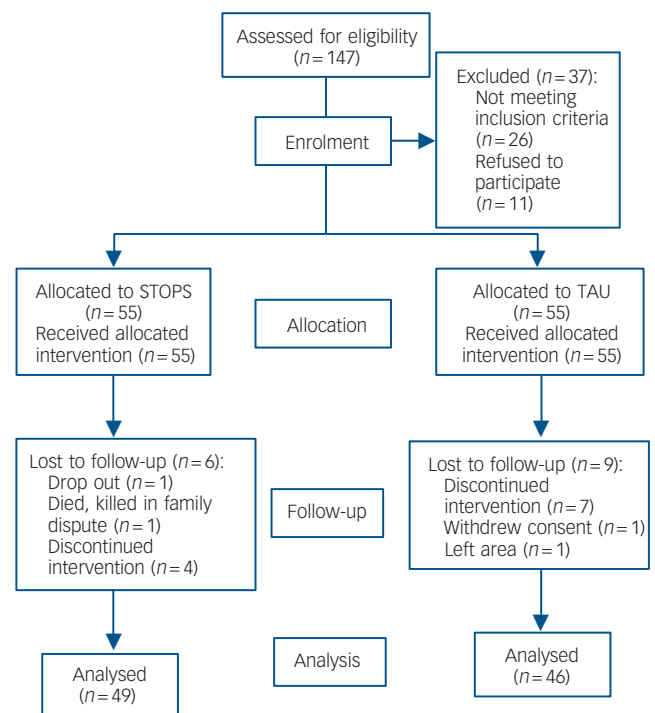 Assessed for eligibility
(n=147)
Excluded (n=37):
Not meeting
inclusion criteria
(n=26)
Refused to
participate
(n=11)
Enrolment
Allocated to STOPS
(n=55)
Received allocated
intervention (n=55)
Allocation
Allocated to TAU
(n=55)
Received allocated
intervention (n=55)
Lost to follow-up (n=6):
Drop out (n=1)
Died, killed in family
dispute (n=1)
Discontinued
intervention (n=4)
Follow-up
Lost to follow-up (n=9):
Discontinued
intervention (n=7)
Withdrew consent (n=1)
Left area (n=1)
Analysed
(n=49)
Analysis
Analysed
(n=46)